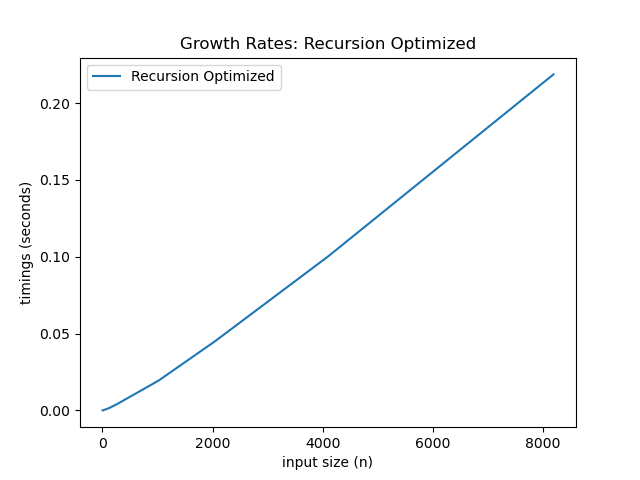 Growth Rates: Recursion Optimized
Recursion Optimized
0.20
0.15
0.10
0.05
0.00
timings (seconds)
0 2000 4000 6000 8000
input size (n)